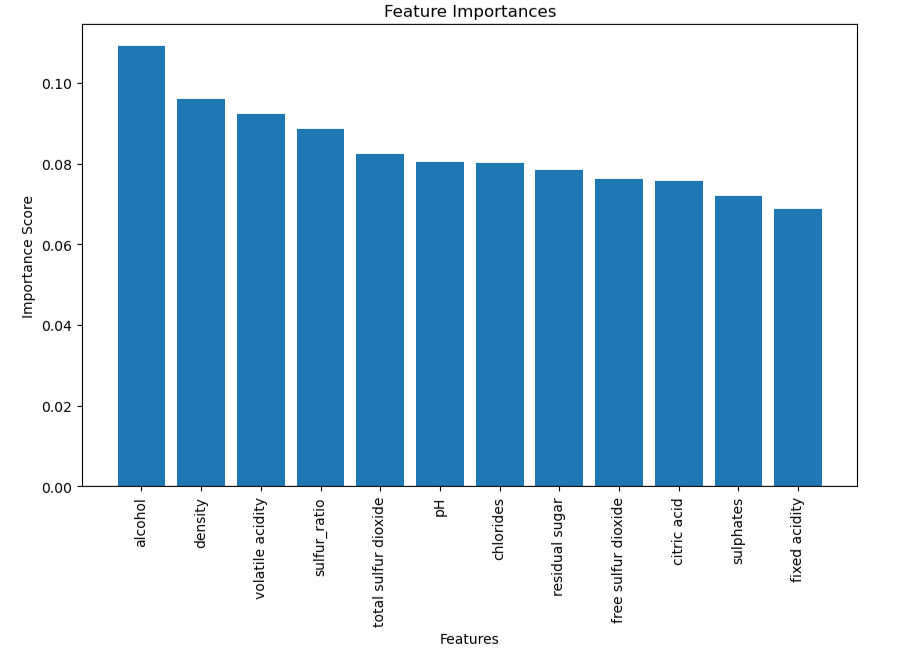 Feature Importances
Importance Score
0.10
0.08
0.06
0.04
0.02
0.00
alcohol
density
volatile acidity
sulfur_ratio
total sulfur dioxide
pH
chlorides
residual sugar
free sulfur dioxide
citric acid
sulphates
fixed acidity
Features